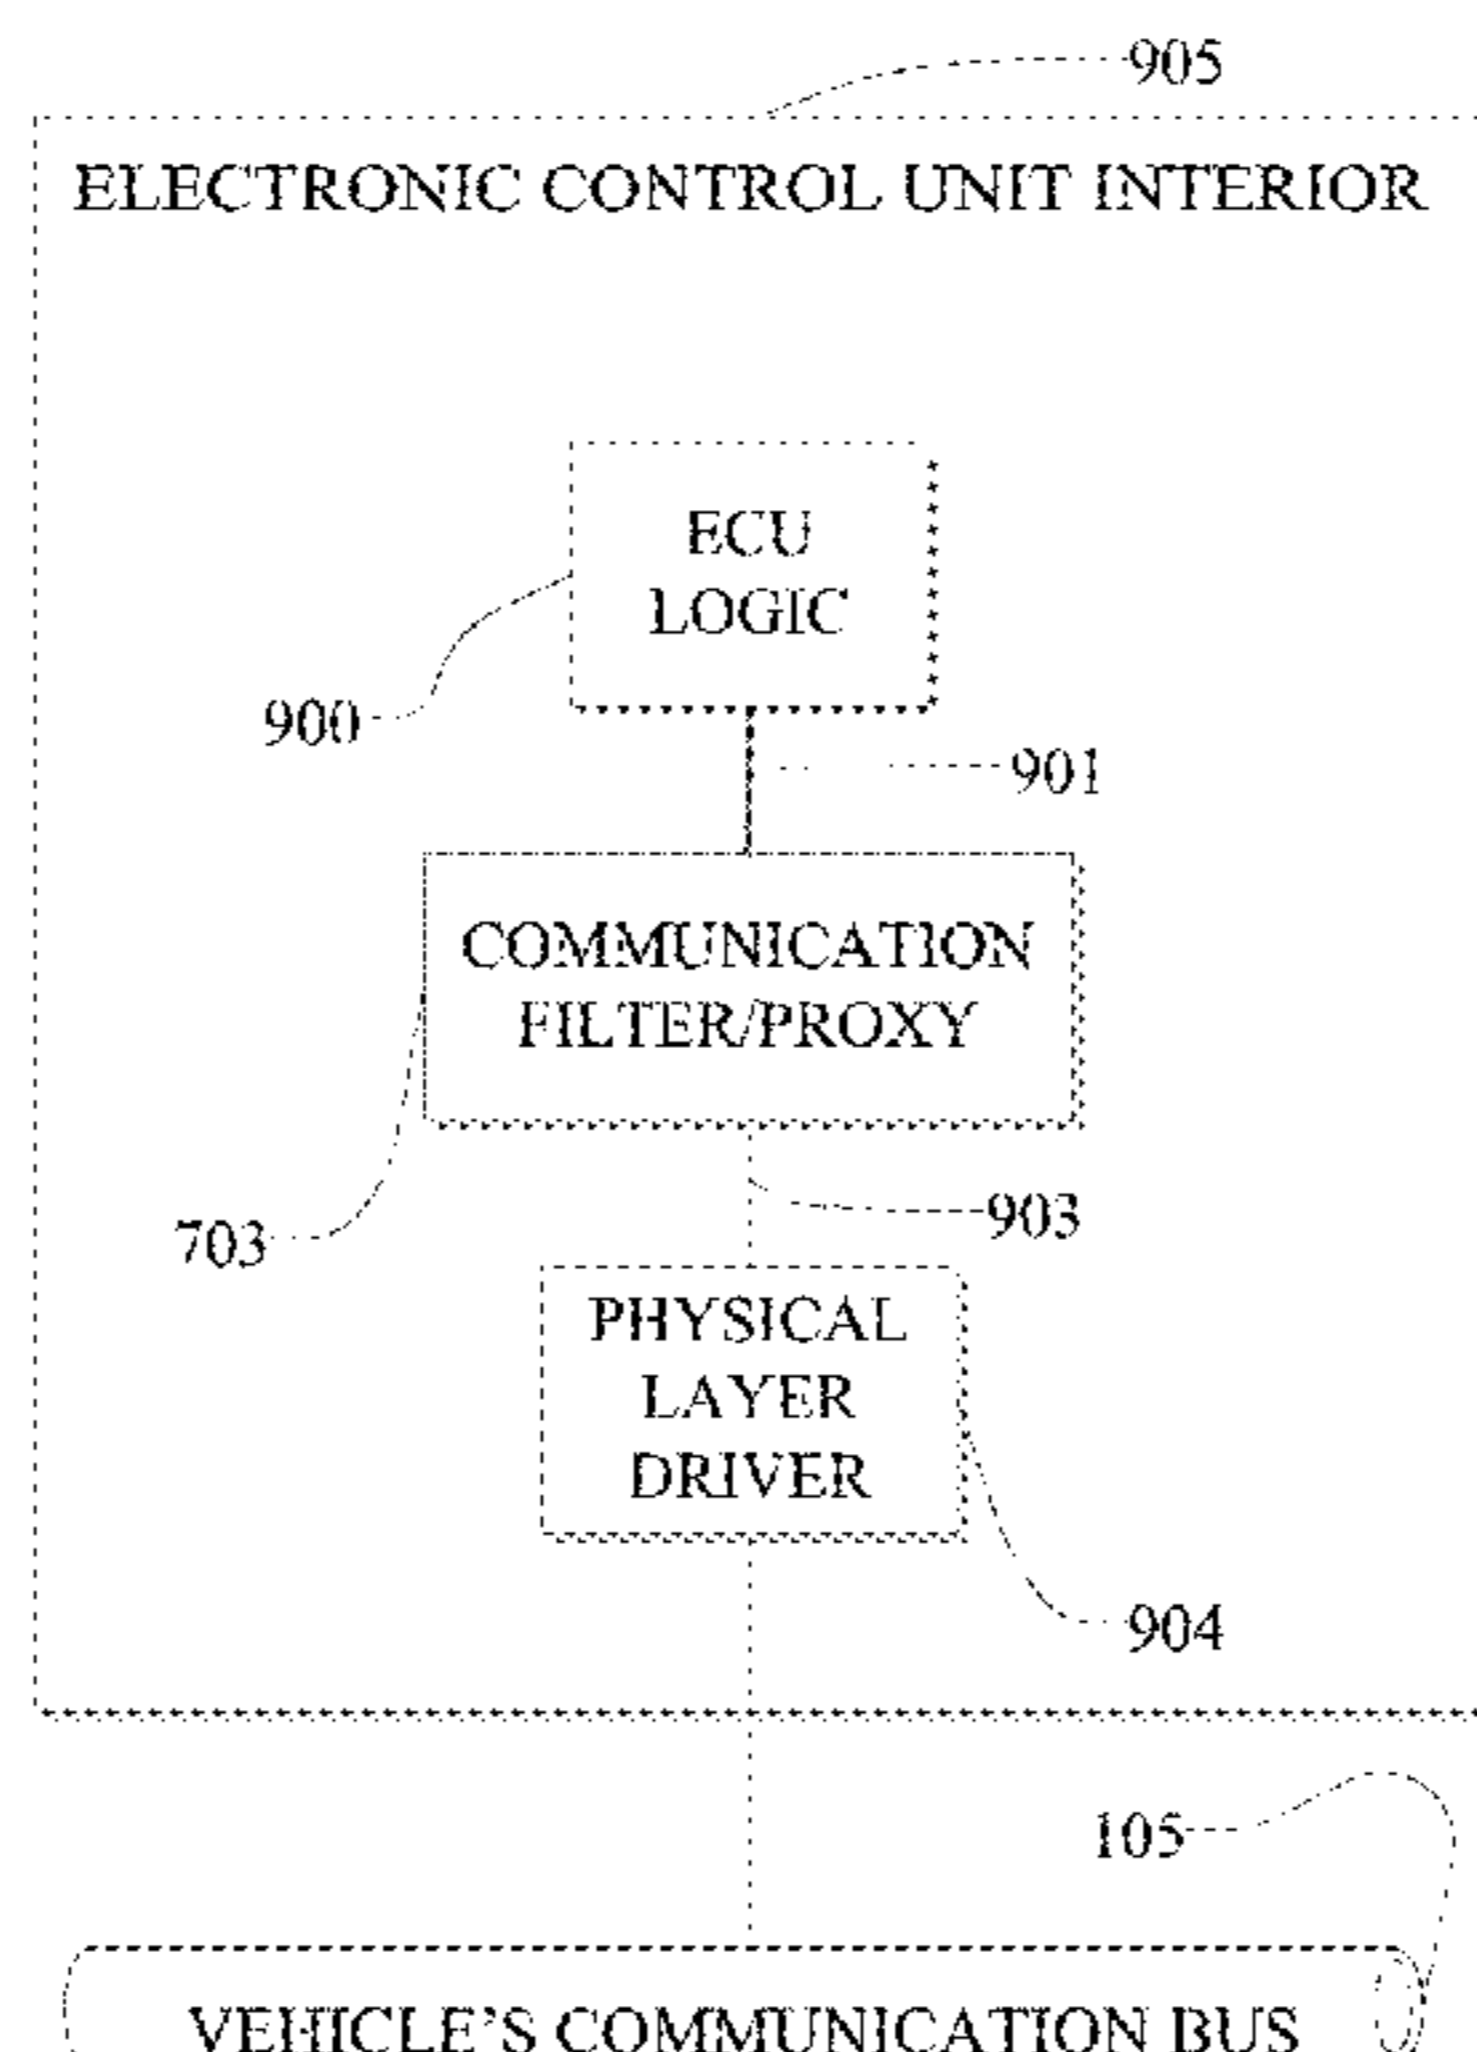 905
ELECTRONIC CONTROL UNIT INTERIOR
ECU
LOGIC
900
901
COMMUNICATION
FILTER/PROXY
903
703
PHYSICAL
LAYER
DRIVER
904
105
VEHICLE'S COMMUNICATION BUS